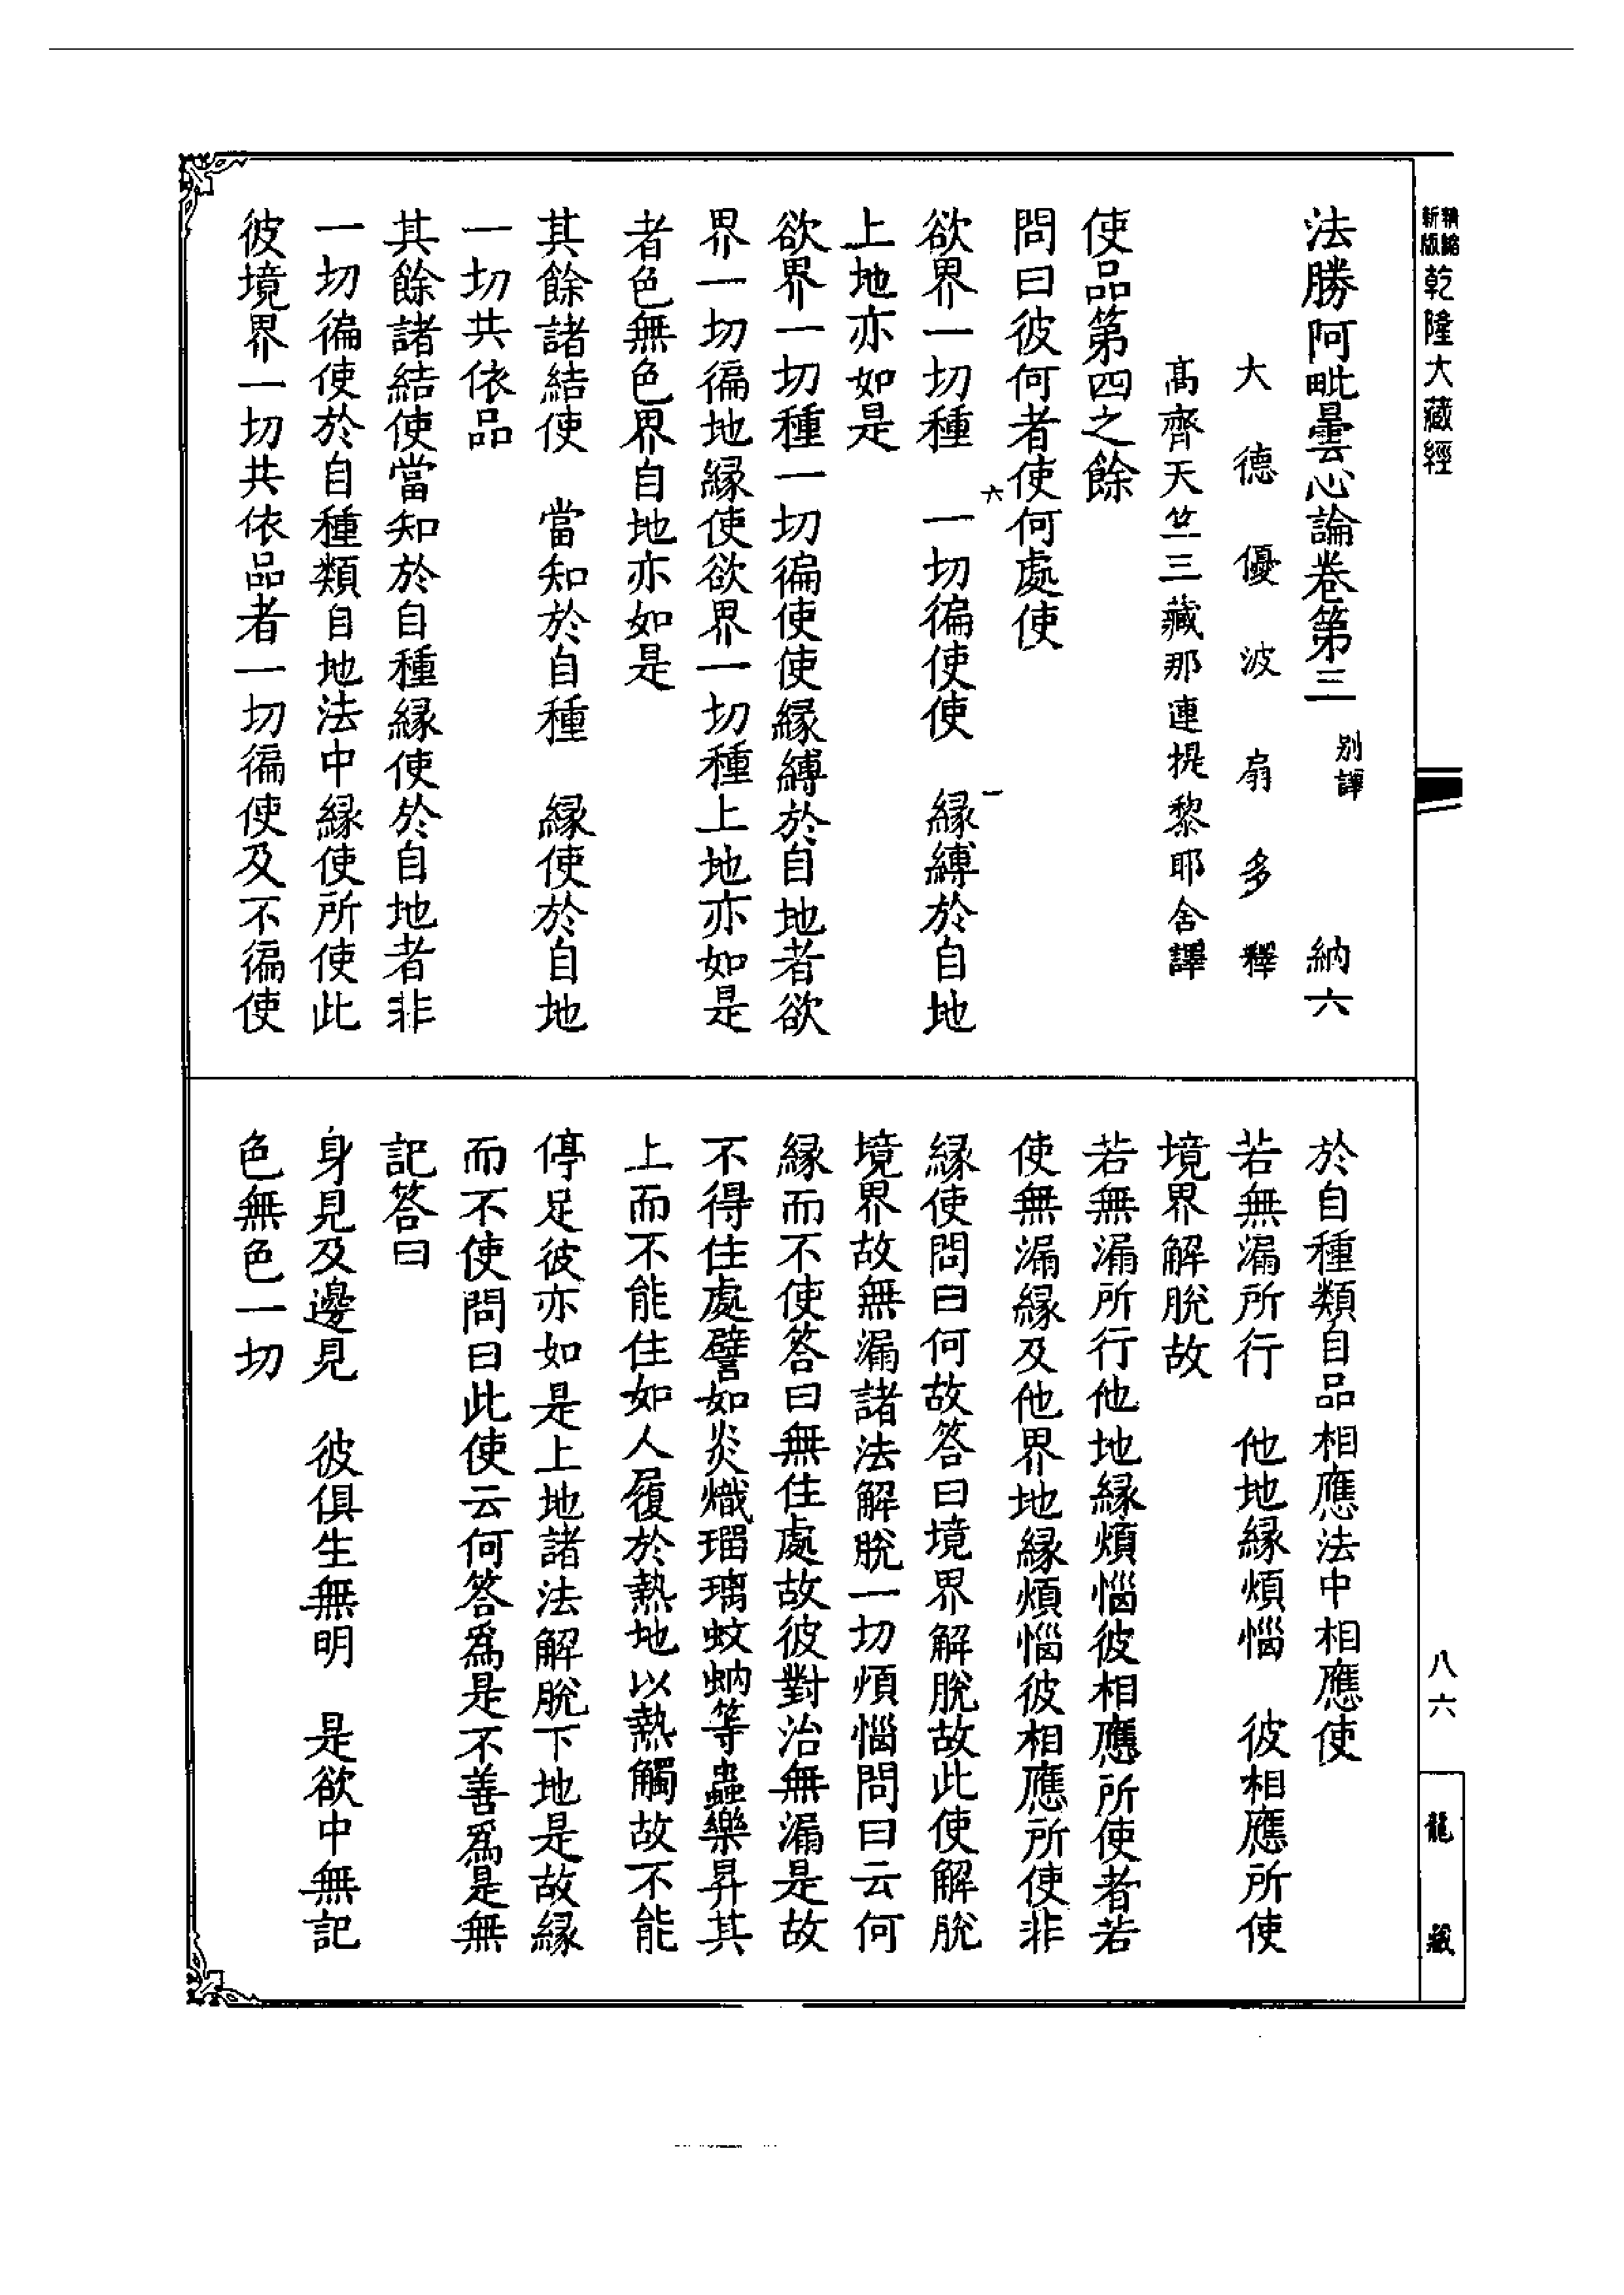 新版精縮乾隆大藏經
法勝阿毗曇心論卷第三 別譯 納六
大德優波扇多釋
高齊天竺三藏那連提黎耶舍譯
使品第四之餘
問曰彼何者使何處使
六 一
欲界一切種 一切徧使使 緣縛於自地
上地亦如是
欲界一切種一切徧使使緣縛於自地者欲
界一切徧地緣使欲界一切種上地亦如是
者色無色界自地亦如是
其餘諸結使 當知於自種 緣使於自地
一切共依品
其餘諸結使當知於自種緣使於自地者非
一切徧使於自種類自地法中緣使所使此
彼境界一切共依品者一切徧使及不徧使
於自種類自品相應法中相應使
若無漏所行 他地緣煩惱 彼相應所使
境界解脫故
若無漏所行他地緣煩惱彼相應所使者若
使無漏緣及他界地緣煩惱彼相應所使非
緣使問曰何故答曰境界解脫故此使解脫
境界故無漏諸法解脫一切煩惱問曰云何
緣而不使答曰無住處故彼對治無漏是故
不得住處譬如炎熾瑠璃蚊蚋等蟲樂昇其
上而不能住如人履於熱地以熱觸故不能
停足彼亦如是上地諸法解脫下地是故緣
而不使問曰此使云何答為是不善為是無
記答曰
身見及邊見 彼俱生無明 是欲中無記
色無色一切
八六
龍藏